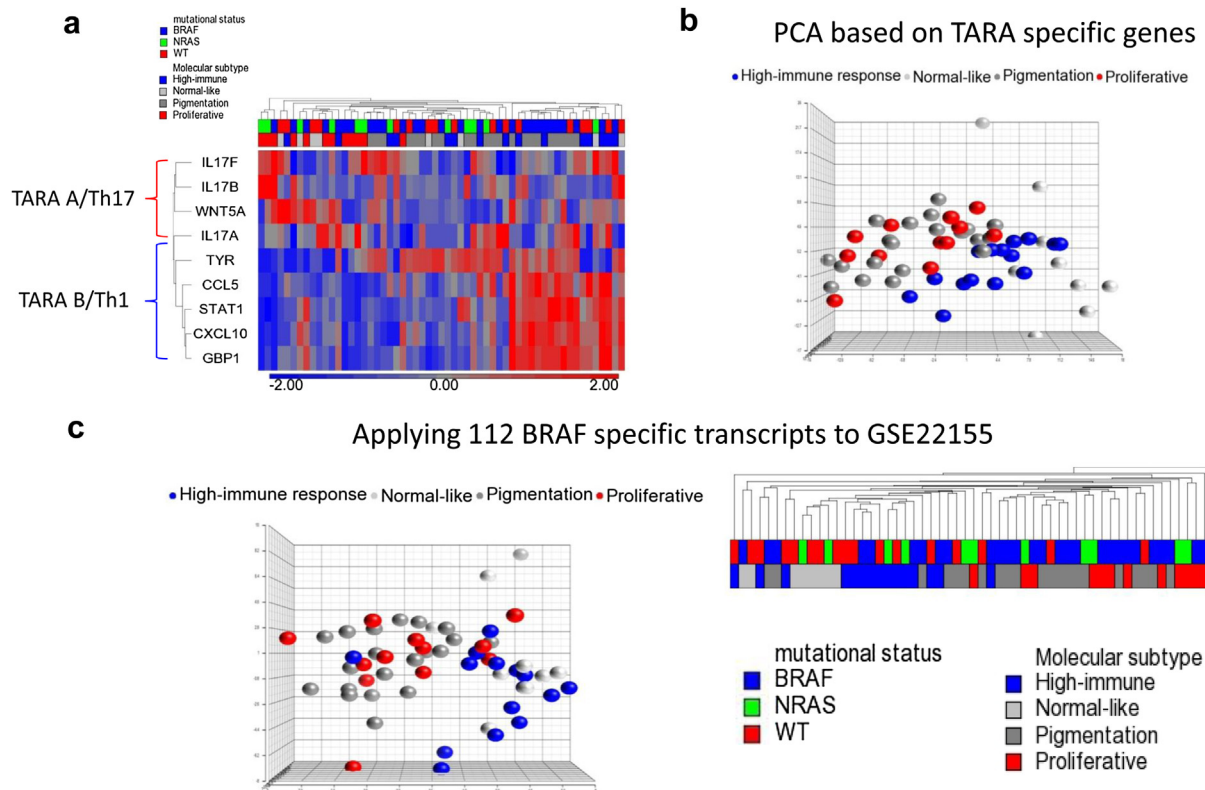 a
mutational status
BRAF
NRAS
WT
Molecular subtype
High-immune
Normal-like
Pigmentation
Proliferative
TARA A/Th17
TARA B/Th1
IL17F
IL17B
WNT5A
IL17A
TYR
CCL5
STAT1
CXCL10
GBP1
-2.00 0.00 2.00
b
PCA based on TARA specific genes
High-immune response Normal-like Pigmentation Proliferative
c
Applying 112 BRAF specific transcripts to GSE22155
High-immune response Normal-like Pigmentation Proliferative
mutational status
BRAF
NRAS
WT
Molecular subtype
High-immune
Normal-like
Pigmentation
Proliferative